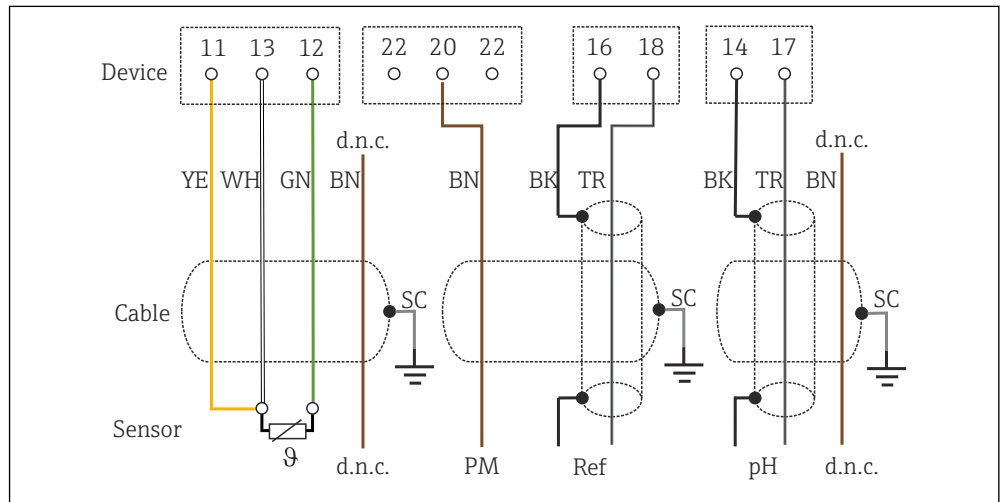 11 13 12 22 20 22 16 18 14 17
Device
d.n.c. d.n.c.
YE WH GN BN BN BK TR BK TR BN
SC SC SC
Cable
Sensor
ϑ
d.n.c. PM Ref pH d.n.c.